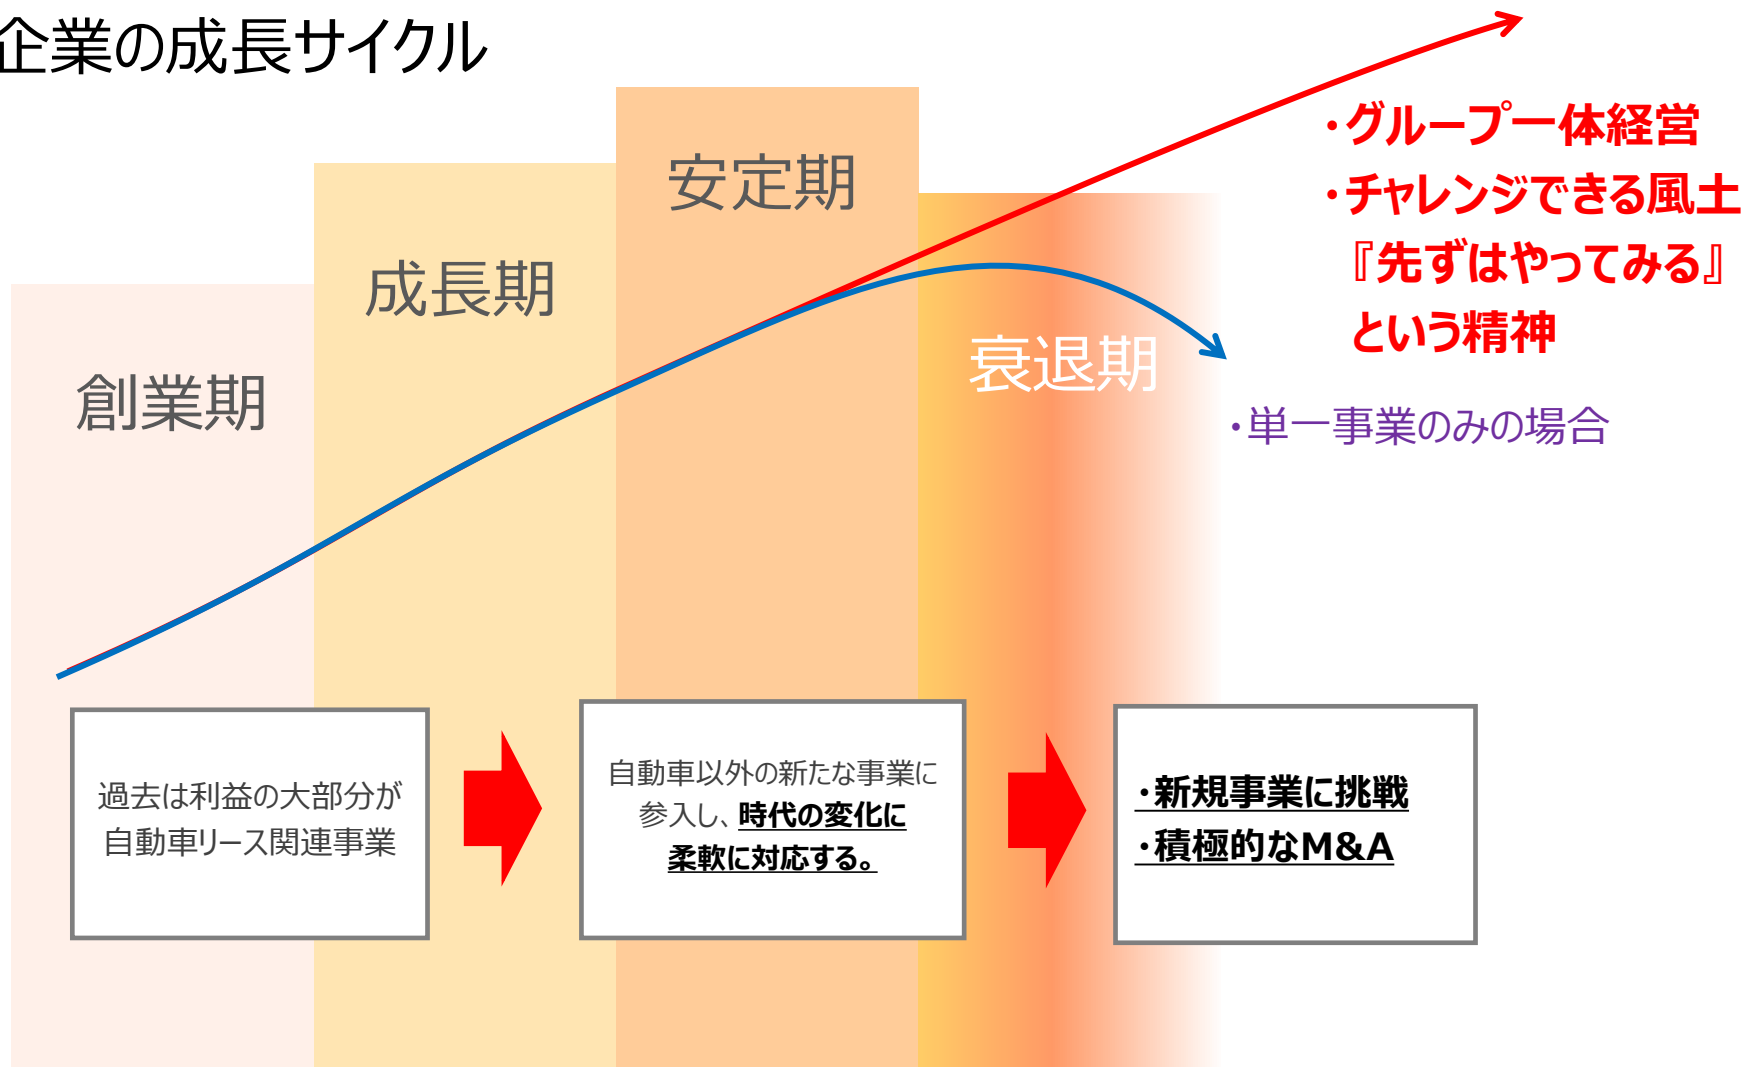 企業の成長サイクル
創業期
成長期
安定期
衰退期
・グループ一体経営
・チャレンジできる風土
『先ずはやってみる』
という精神
・単一事業のみの場合
過去は利益の大部分が
自動車リース関連事業
自動車以外の新たな事業に
参入し、時代の変化に
柔軟に対応する。
・新規事業に挑戦
・積極的なM&A